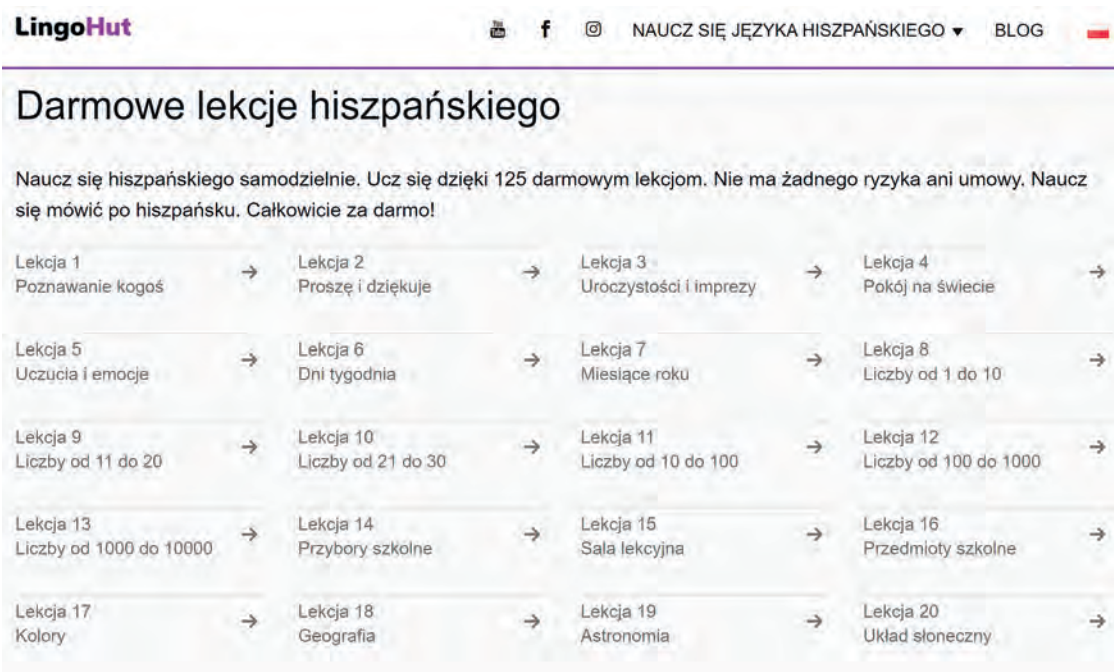 LingoHut
You Tube f NAUCZ SIĘ JĘZYKA HISZPAŃSKIEGO ▼ BLOG
Darmowe lekcje hiszpańskiego
Naucz się hiszpańskiego samodzielnie. Ucz się dzięki 125 darmowym lekcjom. Nie ma żadnego ryzyka ani umowy. Naucz
się mówić po hiszpańsku. Całkowicie za darmo!
Lekcja 1
Poznawanie kogoś
Lekcja 2
Proszę i dziękuje
Lekcja 3
Uroczystości i imprezy
Lekcja 4
Pokój na świecie
Lekcja 5
Uczucia i emocje
Lekcja 6
Dni tygodnia
Lekcja 7
Miesiące roku
Lekcja 8
Liczby od 1 do 10
Lekcja 9
Liczby od 11 do 20
Lekcja 10
Liczby od 21 do 30
Lekcja 11
Liczby od 10 do 100
Lekcja 12
Liczby od 100 do 1000
Lekcja 13
Liczby od 1000 do 10000
Lekcja 14
Przybory szkolne
Lekcja 15
Sala lekcyjna
Lekcja 16
Przedmioty szkolne
Lekcja 17
Kolory
Lekcja 18
Geografia
Lekcja 19
Astronomia
Lekcja 20
Układ słoneczny